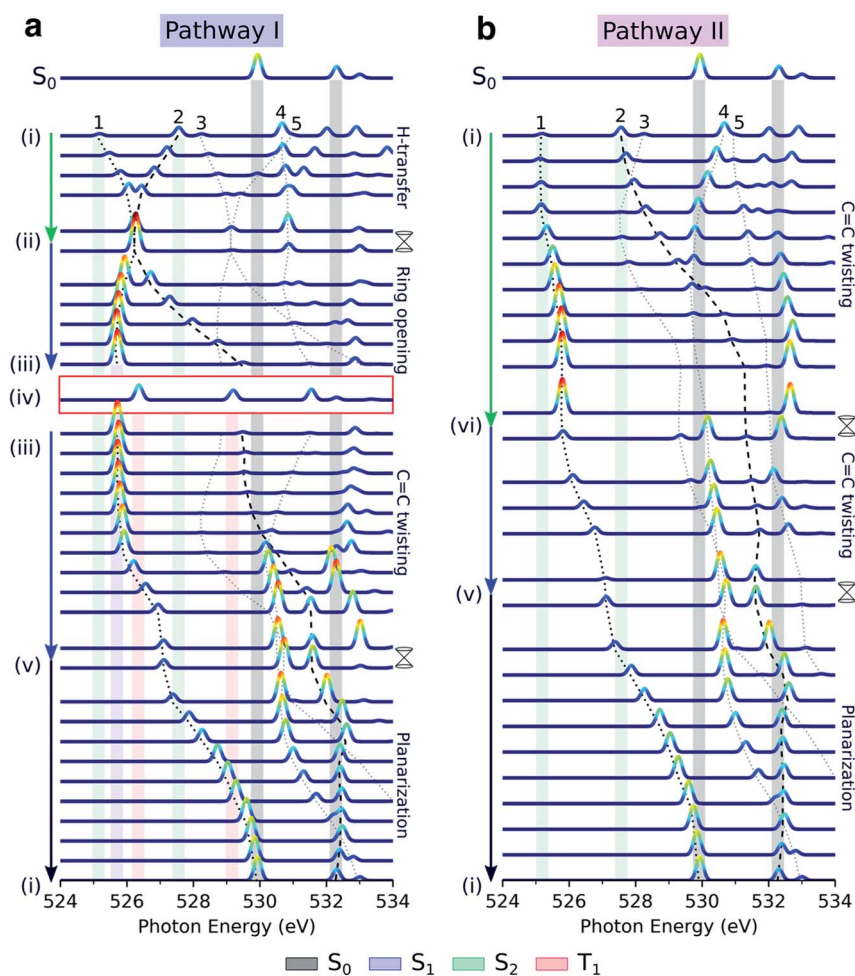 a Pathway I
S0
(i)
1 2 3 4 5
H-transfer
(ii)
Ring opening
(iii)
(iv)
(iii)
C=C twisting
(v)
Planarization
(i)
524 526 528 530 532 534
Photon Energy (eV)
b Pathway II
(i)
1 2 3 4 5
C=C twisting
(vi)
C=C twisting
(v)
Planarization
(i)
524 526 528 530 532 534
Photon Energy (eV)
S0 S1 S2 T1